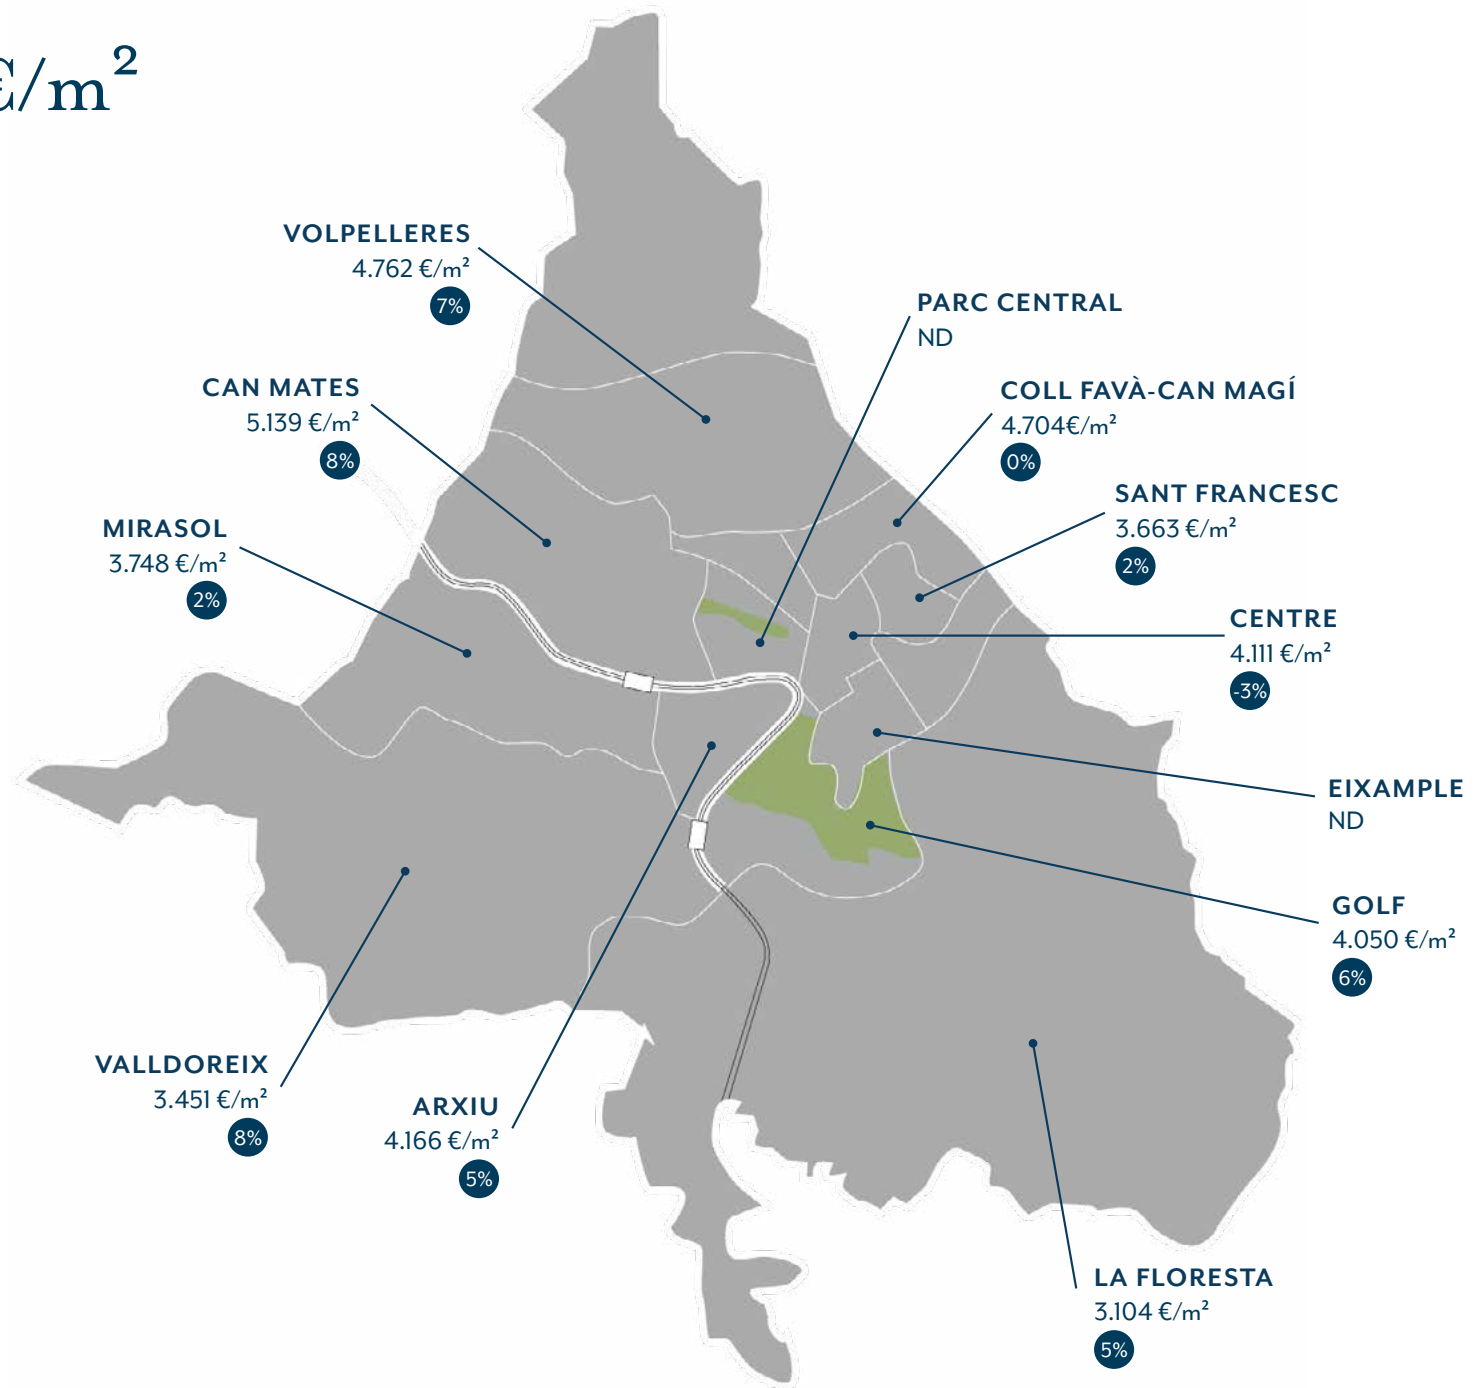 €/m²
VOLPELLERES
4.762 €/m²
7%
PARC CENTRAL
ND
CAN MATES
5.139 €/m²
8%
COLL FAVÀ-CAN MAGÍ
4.704€/m²
0%
SANT FRANCESC
3.663 €/m²
2%
MIRASOL
3.748 €/m²
2%
CENTRE
4.111 €/m²
-3%
EIXAMPLE
ND
GOLF
4.050 €/m²
6%
VALLDOREIX
3.451 €/m²
8%
ARXIU
4.166 €/m²
5%
LA FLORESTA
3.104 €/m²
5%